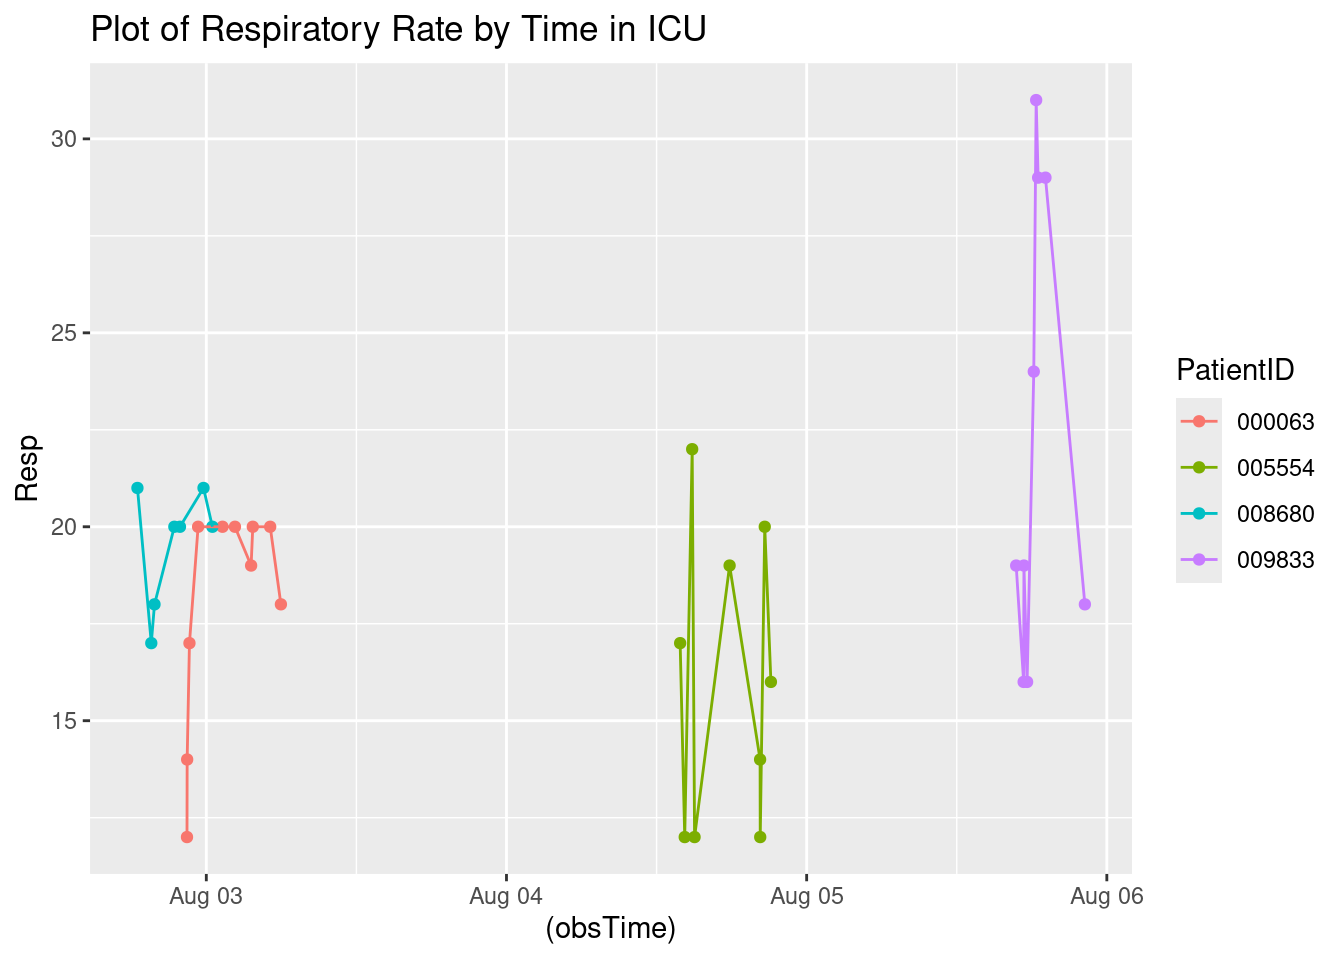 Plot of Respiratory Rate by Time in ICU
30
25
20
15
Resp
Aug 03
Aug 04
Aug 05
Aug 06
(obsTime)
PatientID
000063
005554
008680
009833